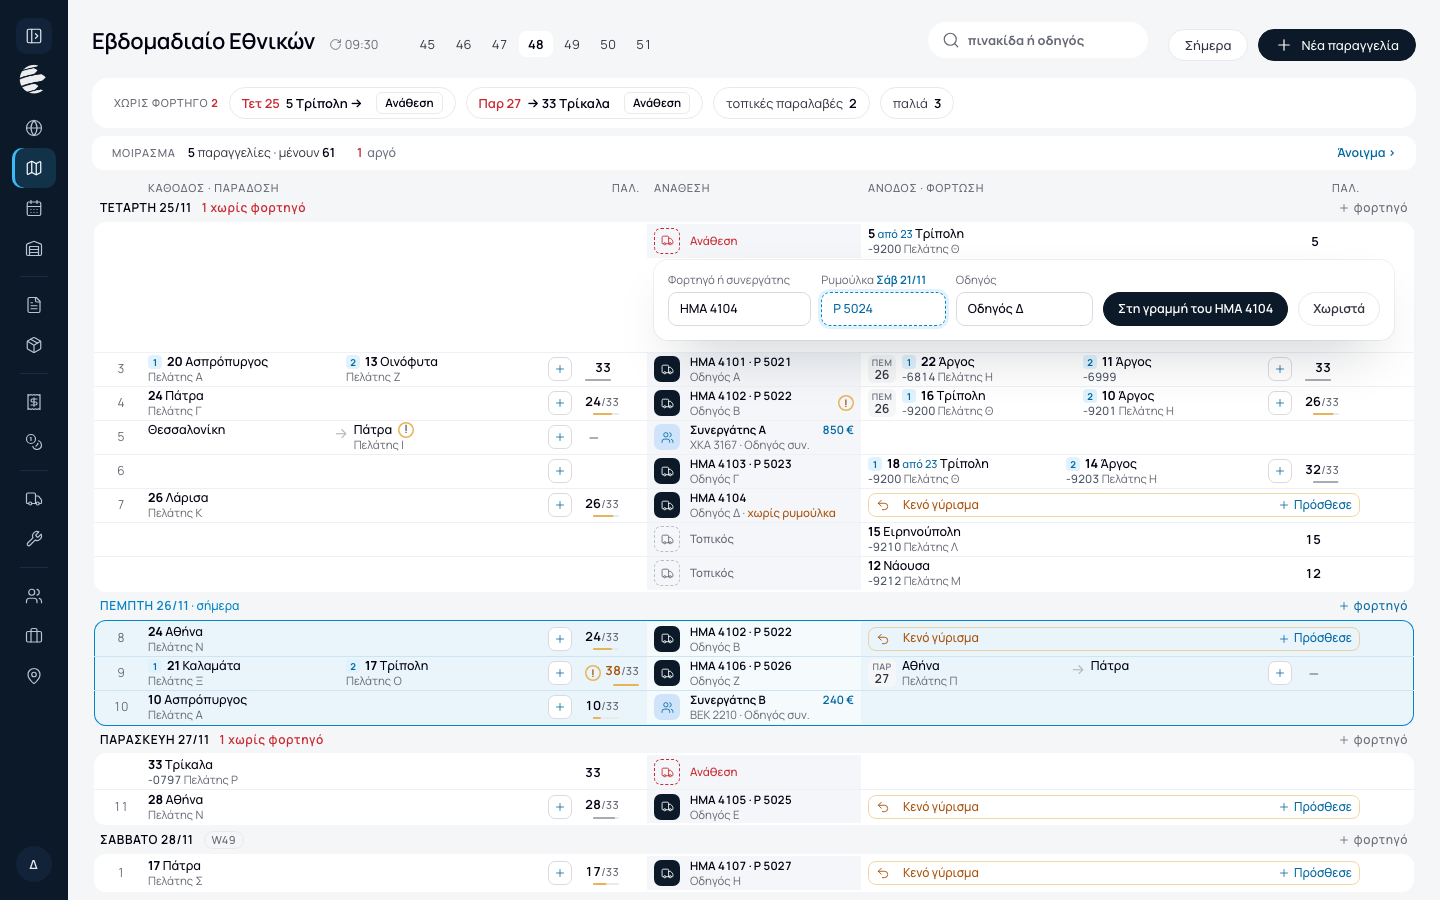 Εβδομαδιαίο Εθνικών 09:30 45 46 47 48 49 50 51 πινακίδα ή οδηγός Σήμερα + Νέα παραγγελία
ΧΩΡΙΣ ΦΟΡΤΗΓΟ 2 Τετ 25 5 Τρίπολη → Ανάθεση Παρ 27 → 33 Τρίκαλα Ανάθεση τοπικές παραλαβές 2 παλιά 3
ΜΟΙΡΑΣΜΑ 5 παραγγελίες · μένουν 61 1 αργό Άνοιγμα ›
ΚΑΘΟΔΟΣ · ΠΑΡΑΔΟΣΗ ΠΑΛ. ΑΝΑΘΕΣΗ ΑΝΟΔΟΣ · ΦΟΡΤΩΣΗ ΠΑΛ.
ΤΕΤΑΡΤΗ 25/11 1 χωρίς φορτηγό + φορτηγό
Ανάθεση 5 από 23 Τρίπολη 5
-9200 Πελάτης Θ
Φορτηγό ή συνεργάτης Ρυμούλκα Σάβ 21/11 Οδηγός
ΗΜΑ 4104 Ρ 5024 Οδηγός Δ Στη γραμμή του ΗΜΑ 4104 Χωριστά
3 1 20 Ασπρόπυργος 2 13 Οινόφυτα + 33 ΗΜΑ 4101 · Ρ 5021 ΠΕΜ 26 1 22 Άργος 2 11 Άργος + 33
Πελάτης Α Πελάτης Ζ Οδηγός Α -6814 Πελάτης Η -6999
4 24 Πάτρα + 24/33 ΗΜΑ 4102 · Ρ 5022 ΠΕΜ 26 1 16 Τρίπολη 2 10 Άργος + 26/33
Πελάτης Γ Οδηγός Β -9200 Πελάτης Θ -9201 Πελάτης Η
5 Θεσσαλονίκη → Πάτρα + – Συνεργάτης Α 850 €
Πελάτης Ι ΧΚΑ 3167 · Οδηγός συν.
6 + ΗΜΑ 4103 · Ρ 5023 1 18 από 23 Τρίπολη 2 14 Άργος + 32/33
Οδηγός Γ -9200 Πελάτης Θ -9203 Πελάτης Η
7 26 Λάρισα + 26/33 ΗΜΑ 4104 Κενό γύρισμα + Πρόσθεσε
Πελάτης Κ Οδηγός Δ · χωρίς ρυμούλκα
Τοπικός 15 Ειρηνούπολη 15
-9210 Πελάτης Λ
Τοπικός 12 Νάουσα 12
-9212 Πελάτης Μ
ΠΕΜΠΤΗ 26/11 · σήμερα + φορτηγό
8 24 Αθήνα + 24/33 ΗΜΑ 4102 · Ρ 5022 Κενό γύρισμα + Πρόσθεσε
Πελάτης Ν Οδηγός Β
9 1 21 Καλαμάτα 2 17 Τρίπολη + 38/33 ΗΜΑ 4106 · Ρ 5026 ΠΑΡ 27 Αθήνα → Πάτρα + –
Πελάτης Ξ Πελάτης Ο Οδηγός Ζ Πελάτης Π
10 10 Ασπρόπυργος + 10/33 Συνεργάτης Β 240 €
Πελάτης Α ΒΕΚ 2210 · Οδηγός συν.
ΠΑΡΑΣΚΕΥΗ 27/11 1 χωρίς φορτηγό + φορτηγό
33 Τρίκαλα 33 Ανάθεση
-0797 Πελάτης Ρ
11 28 Αθήνα + 28/33 ΗΜΑ 4105 · Ρ 5025 Κενό γύρισμα + Πρόσθεσε
Πελάτης Ν Οδηγός Ε
ΣΑΒΒΑΤΟ 28/11 W49 + φορτηγό
1 17 Πάτρα + 17/33 ΗΜΑ 4107 · Ρ 5027 Κενό γύρισμα + Πρόσθεσε
Πελάτης Σ Οδηγός Η
Δ